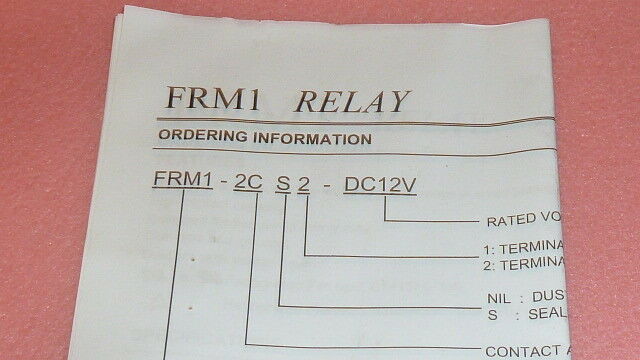 FRM1 RELAY
ORDERING INFORMATION
FRM1 - 2C S 2 - DC12V
RATED VO
1: TERMINA
2: TERMINA
NIL : DUS
S : SEAL
CONTACT A